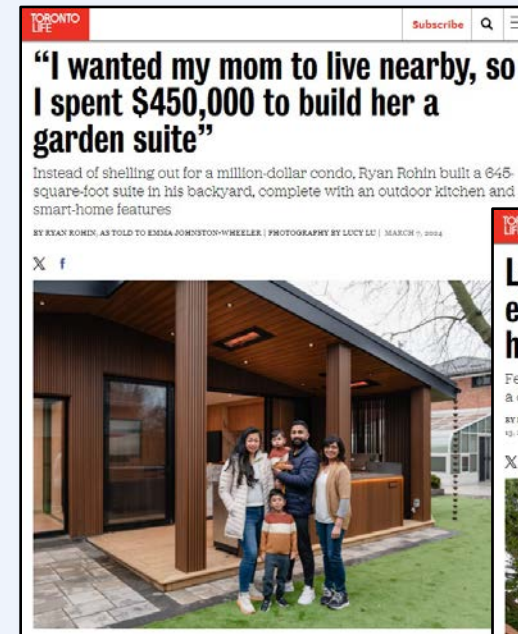 TORONTO
LIFE
Subscribe
“I wanted my mom to live nearby, so
I spent $450,000 to build her a
garden suite”
Instead of shelling out for a million-dollar condo, Ryan Rohin built a 645-
square-foot suite in his backyard, complete with an outdoor kitchen and
smart-home features
BY RYAN ROHIN, AS TOLD TO EMMA JOHNSTON-WHEELER | PHOTOGRAPHY BY LUCY LU | MARCH 7, 2024